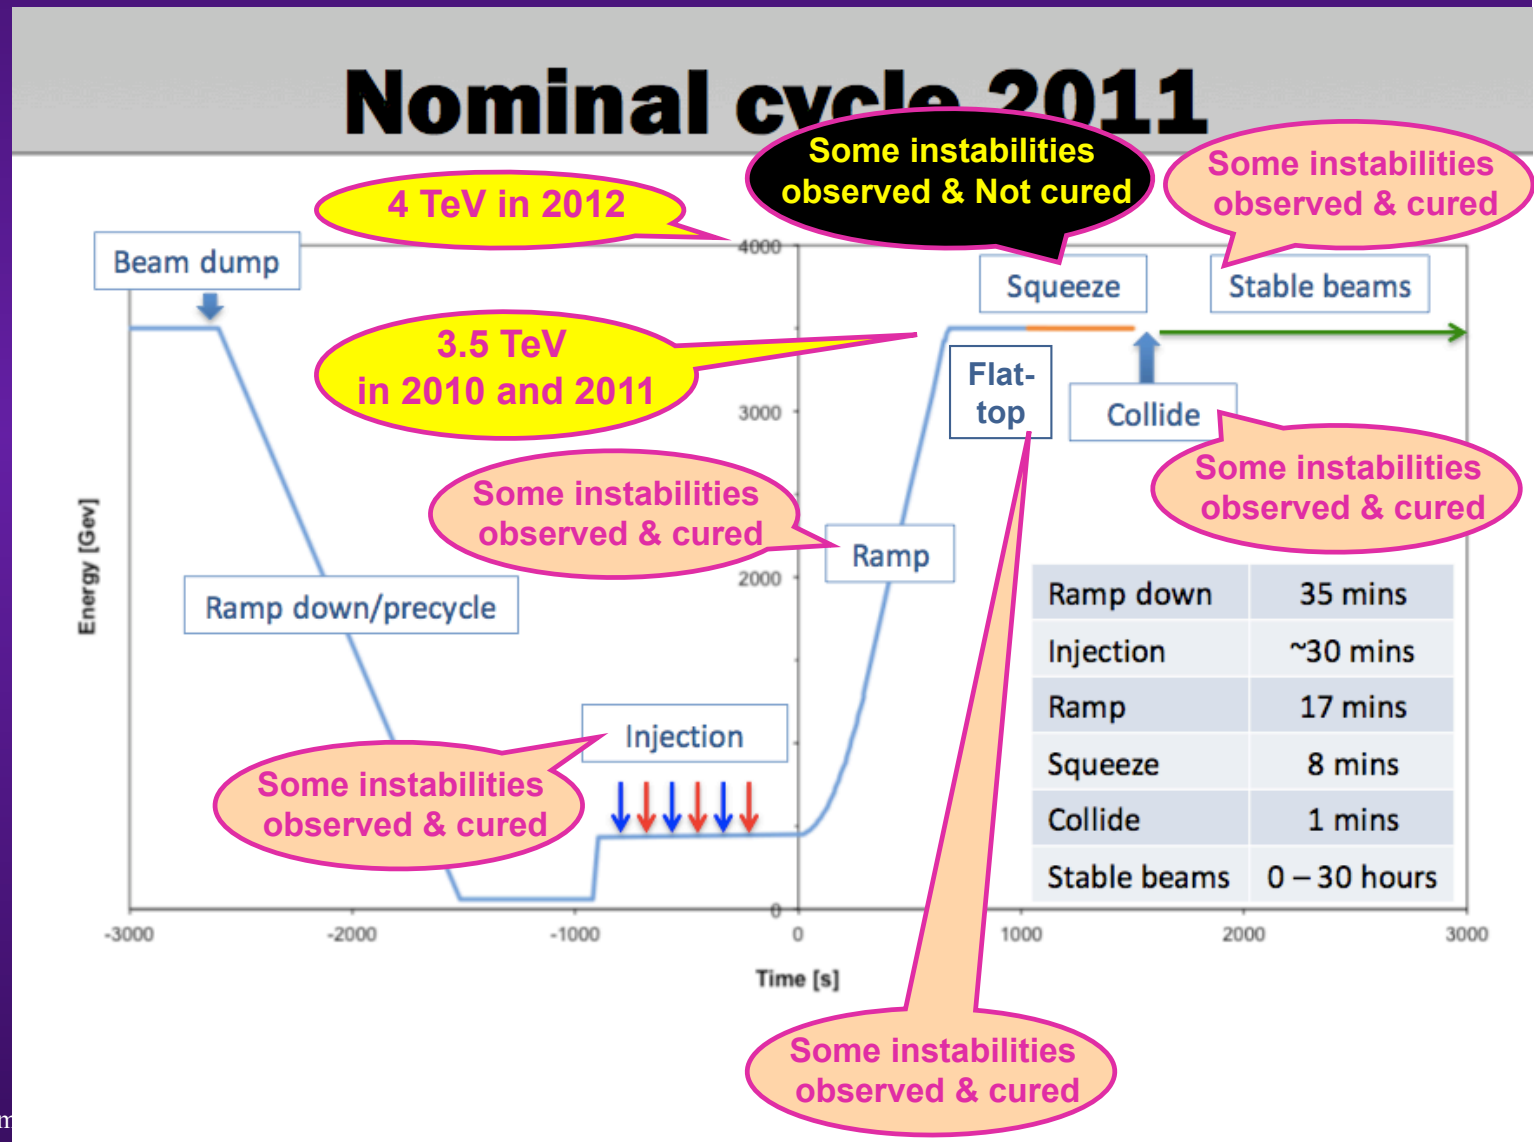 Nominal cycle 2011
Some instabilities
observed & Not cured
Some instabilities
observed & cured
4 TeV in 2012
Beam dump
4000
Squeeze
Stable beams
3.5 TeV
in 2010 and 2011
Flat-
top
3000
Collide
Some instabilities
observed & cured
Some instabilities
observed & cured
Ramp
2000
Energy [Gev]
Ramp down/precycle
Ramp down 35 mins
Injection ~30 mins
Ramp 17 mins
Squeeze 8 mins
Collide 1 mins
Stable beams 0 – 30 hours
Injection
Some instabilities
observed & cured
0
-3000 -2000 -1000 0 1000 2000 3000
Time [s]
Some instabilities
observed & cured